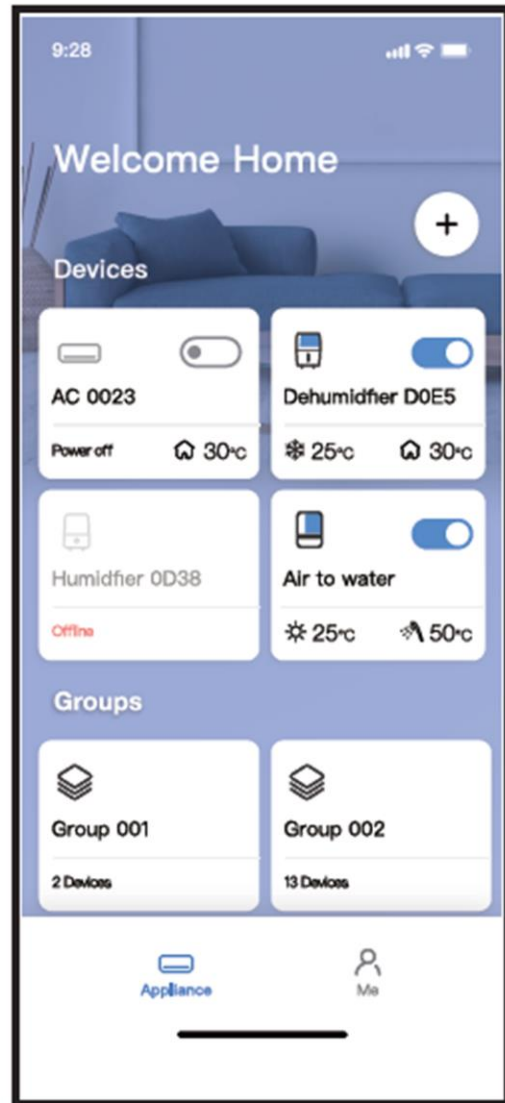 9:28
Welcome Home
+
Devices
AC 0023
Power off 30°c
Dehumidfier D0E5
25°c 30°c
Humidfier 0D38
Offline
Air to water
25°c 50°c
Groups
Group 001
2 Devices
Group 002
13 Devices
Appliance
Me